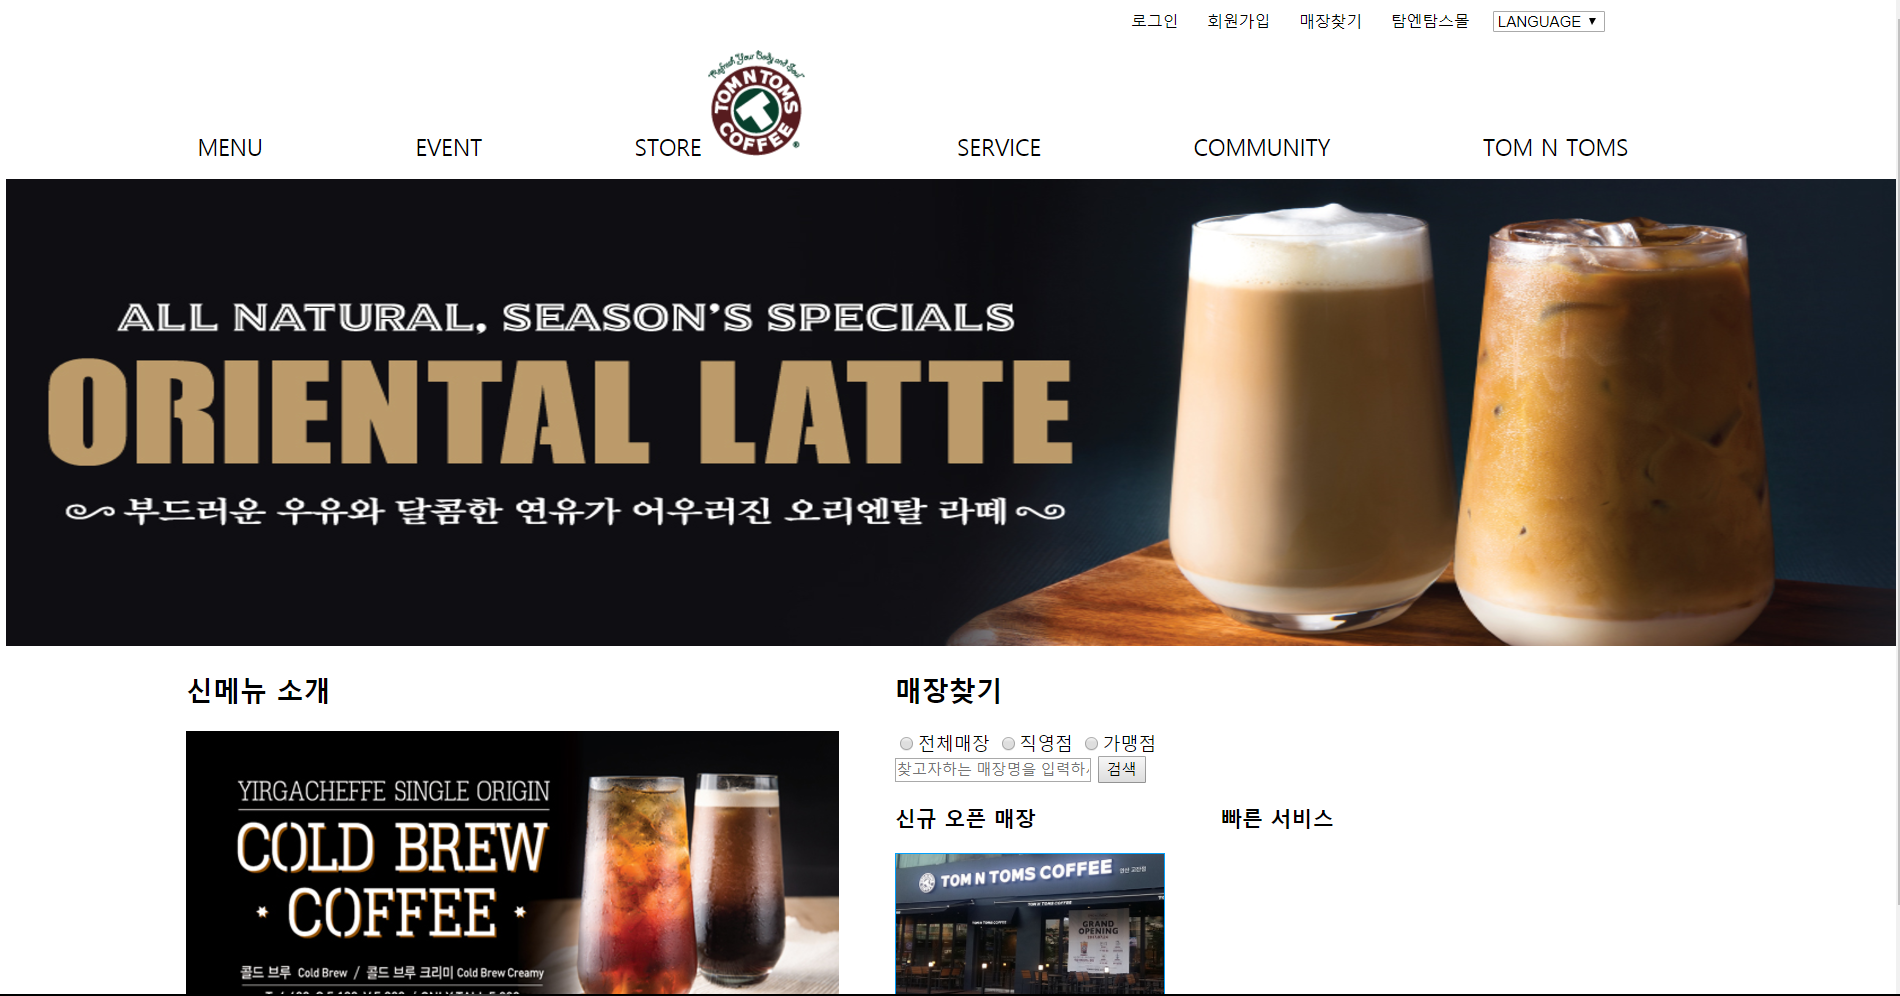 로그인 회원가입 매장찾기 탐엔탐스몰 LANGUAGE
"Refresh Your Body and Soul"
TOM N TOMS
COFFEE
MENU EVENT STORE SERVICE COMMUNITY TOM N TOMS
ALL NATURAL, SEASON'S SPECIALS
ORIENTAL LATTE
부드러운 우유와 달콤한 연유가 어우러진 오리엔탈 라떼
신메뉴 소개
YIRGACHEFFE SINGLE ORIGIN
COLD BREW
COFFEE
콜드 브루 Cold Brew / 콜드 브루 크리미 Cold Brew Creamy
매장찾기
전체매장 직영점 가맹점
찾고자하는 매장명을 입력하 검색
신규 오픈 매장
TOM N TOMS COFFEE
TOM N TOMS COFFEE
TOM N TOMS COFFEE
GRAND
OPENING
빠른 서비스